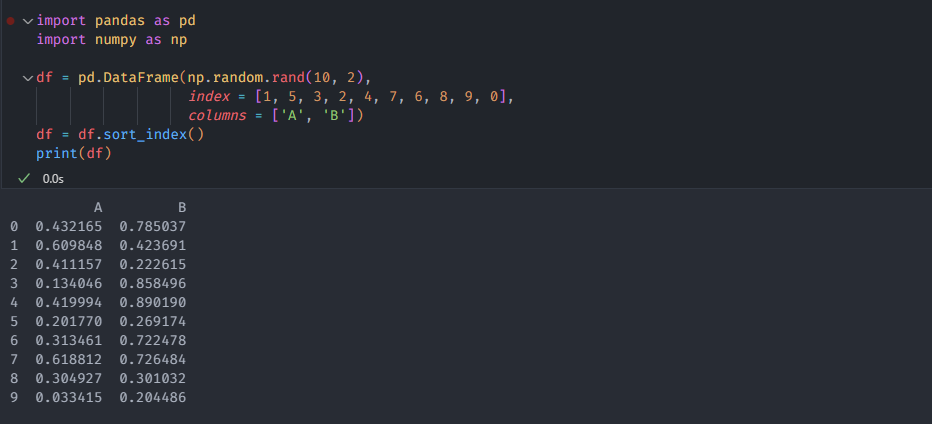 import pandas as pd
import numpy as np
df = pd.DataFrame(np.random.rand(10, 2),
index = [1, 5, 3, 2, 4, 7, 6, 8, 9, 0],
columns = ['A', 'B'])
df = df.sort_index()
print(df)
0.0s
A B
0 0.432165 0.785037
1 0.609848 0.423691
2 0.411157 0.222615
3 0.134046 0.858496
4 0.419994 0.890190
5 0.201770 0.269174
6 0.313461 0.722478
7 0.618812 0.726484
8 0.304927 0.301032
9 0.033415 0.204486